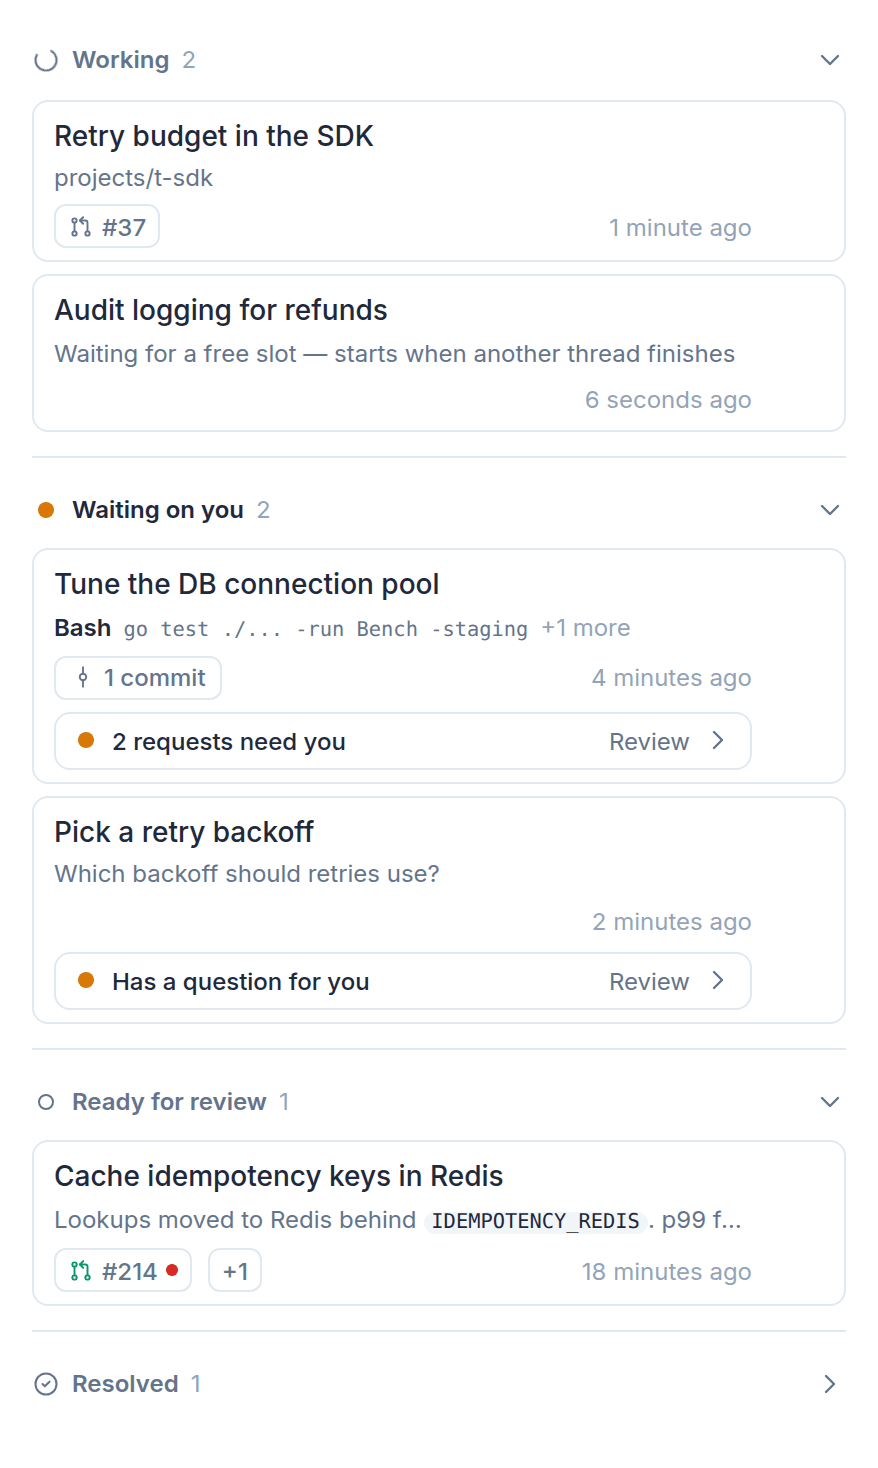 Working 2
Retry budget in the SDK
projects/t-sdk
#37 1 minute ago
Audit logging for refunds
Waiting for a free slot — starts when another thread finishes
6 seconds ago
Waiting on you 2
Tune the DB connection pool
Bash go test ./... -run Bench -staging +1 more
1 commit 4 minutes ago
2 requests need you Review
Pick a retry backoff
Which backoff should retries use?
2 minutes ago
Has a question for you Review
Ready for review 1
Cache idempotency keys in Redis
Lookups moved to Redis behind IDEMPOTENCY_REDIS. p99 f...
#214 +1 18 minutes ago
Resolved 1